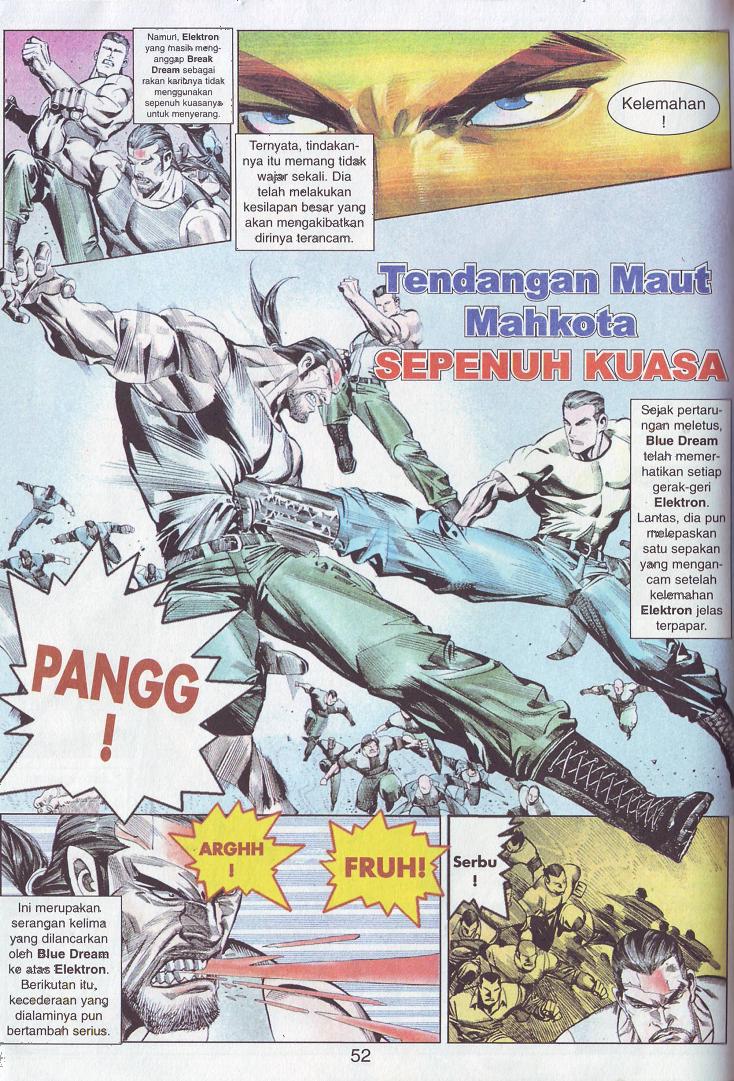 Namun, Elektron
yang masih meng-
anggap Break
Dream sebagai
rakan karibnya tidak
menggunakan
sepenuh kuasanya
untuk menyerang.
Ternyata, tindakan-
nya itu memang tidak
wajar sekali. Dia
telah melakukan
kesilapan besar yang
akan mengakibatkan
dirinya terancam.
Kelemahan
!
Tendangan Maut
Mahkota
SEPENUH KUASA
Sejak pertaru-
ngan meletus,
Blue Dream
telah memer-
hatikan setiap
gerak-geri
Elektron.
Lantas, dia pun
melepaskan
satu sepakan
yang mengan-
cam setelah
kelemahan
Elektron jelas
terpapar.
PANGG
!
Ini merupakan
serangan kelima
yang dilancarkan
oleh Blue Dream
ke atas Elektron.
Berikutan itu,
kecederaan yang
dialaminya pun
bertambah serius.
ARGHH
!
FRUH!
Serbu
!
52